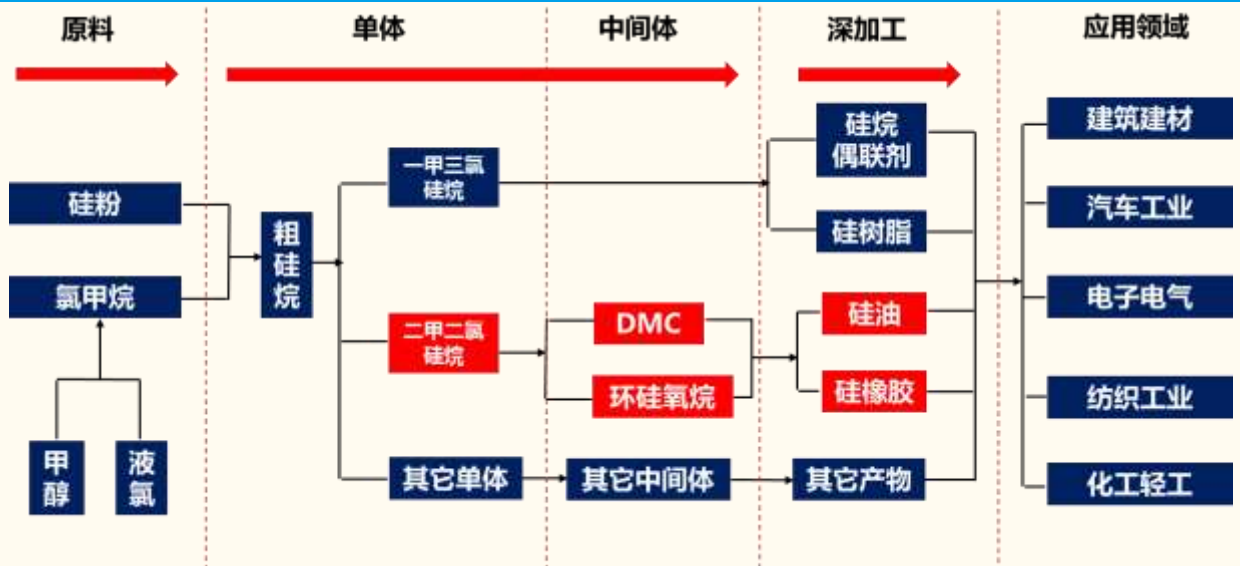 原料
单体
中间体
深加工
应用领域
硅粉
氯甲烷
甲
醇
液
氯
粗
硅
烷
一甲三氯
硅烷
二甲二氯
硅烷
其它单体
DMC
环硅氧烷
其它中间体
硅烷
偶联剂
硅树脂
硅油
硅橡胶
其它产物
建筑建材
汽车工业
电子电气
纺织工业
化工轻工